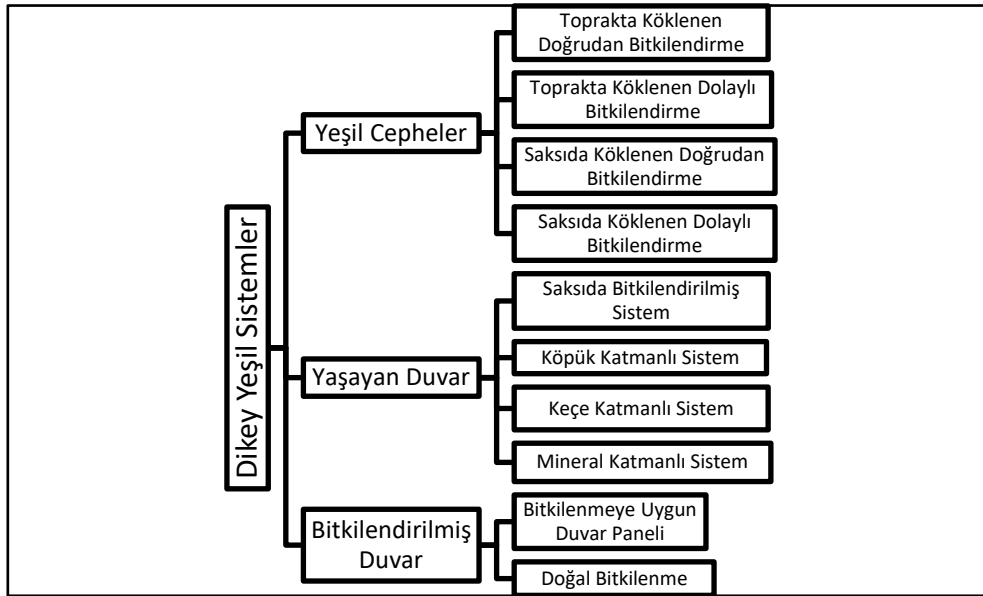 Dikey Yeşil Sistemler
Yeşil Cepheler
Toprakta Köklenen
Doğrudan Bitkilendirme
Toprakta Köklenen Dolaylı
Bitkilendirme
Saksıda Köklenen Doğrudan
Bitkilendirme
Saksıda Köklenen Dolaylı
Bitkilendirme
Yaşayan Duvar
Saksıda Bitkilendirilmiş
Sistem
Köpük Katmanlı Sistem
Keçe Katmanlı Sistem
Mineral Katmanlı Sistem
Bitkilendirilmiş
Duvar
Bitkilenmeye Uygun
Duvar Paneli
Doğal Bitkilenme